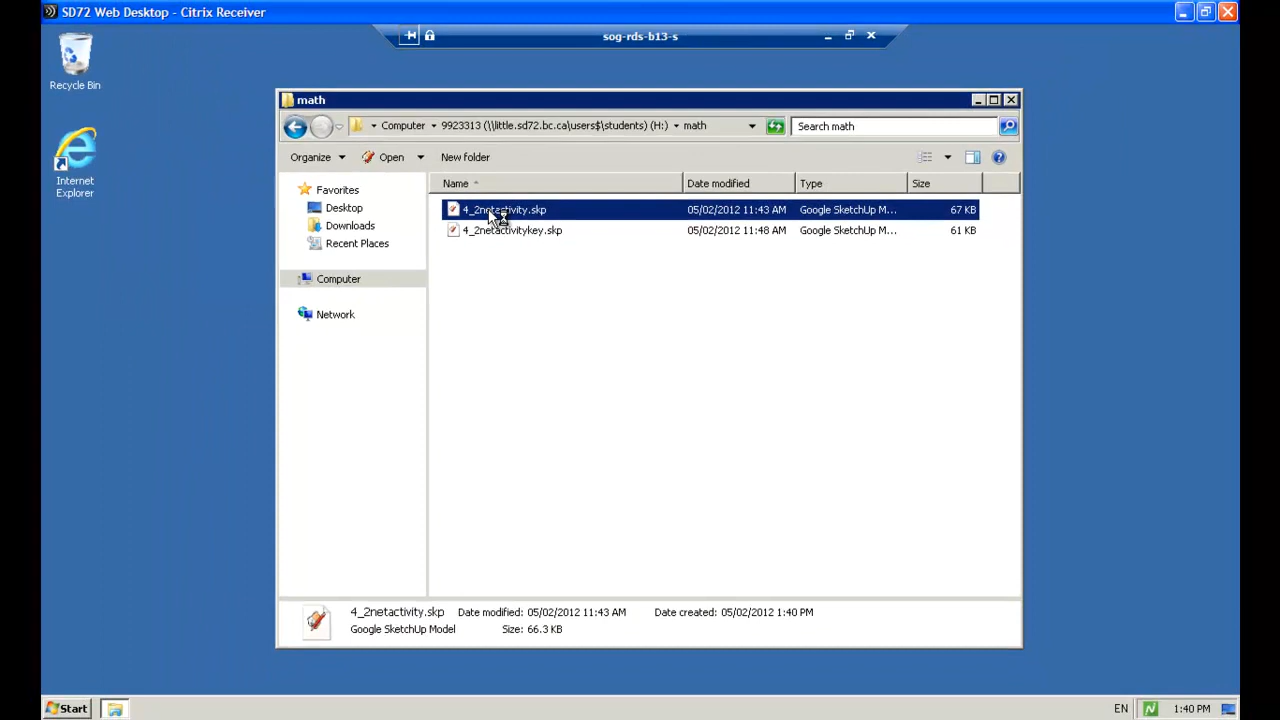 SD72 Web Desktop - Citrix Receiver
sog-rds-b13-s
Recycle Bin
Internet
Explorer
math
Computer 9923313 (\\little.sd72.bc.ca\users$\students) (H:) math
Search math
Organize Open New folder
Name Date modified Type Size
Favorites
Desktop
Downloads
Recent Places
Computer
Network
4_2netactivity.skp 05/02/2012 11:43 AM Google SketchUp M... 67 KB
4_2netactivitykey.skp 05/02/2012 11:48 AM Google SketchUp M... 61 KB
4_2netactivity.skp Date modified: 05/02/2012 11:43 AM Date created: 05/02/2012 1:40 PM
Google SketchUp Model Size: 66.3 KB
Start EN 1:40 PM